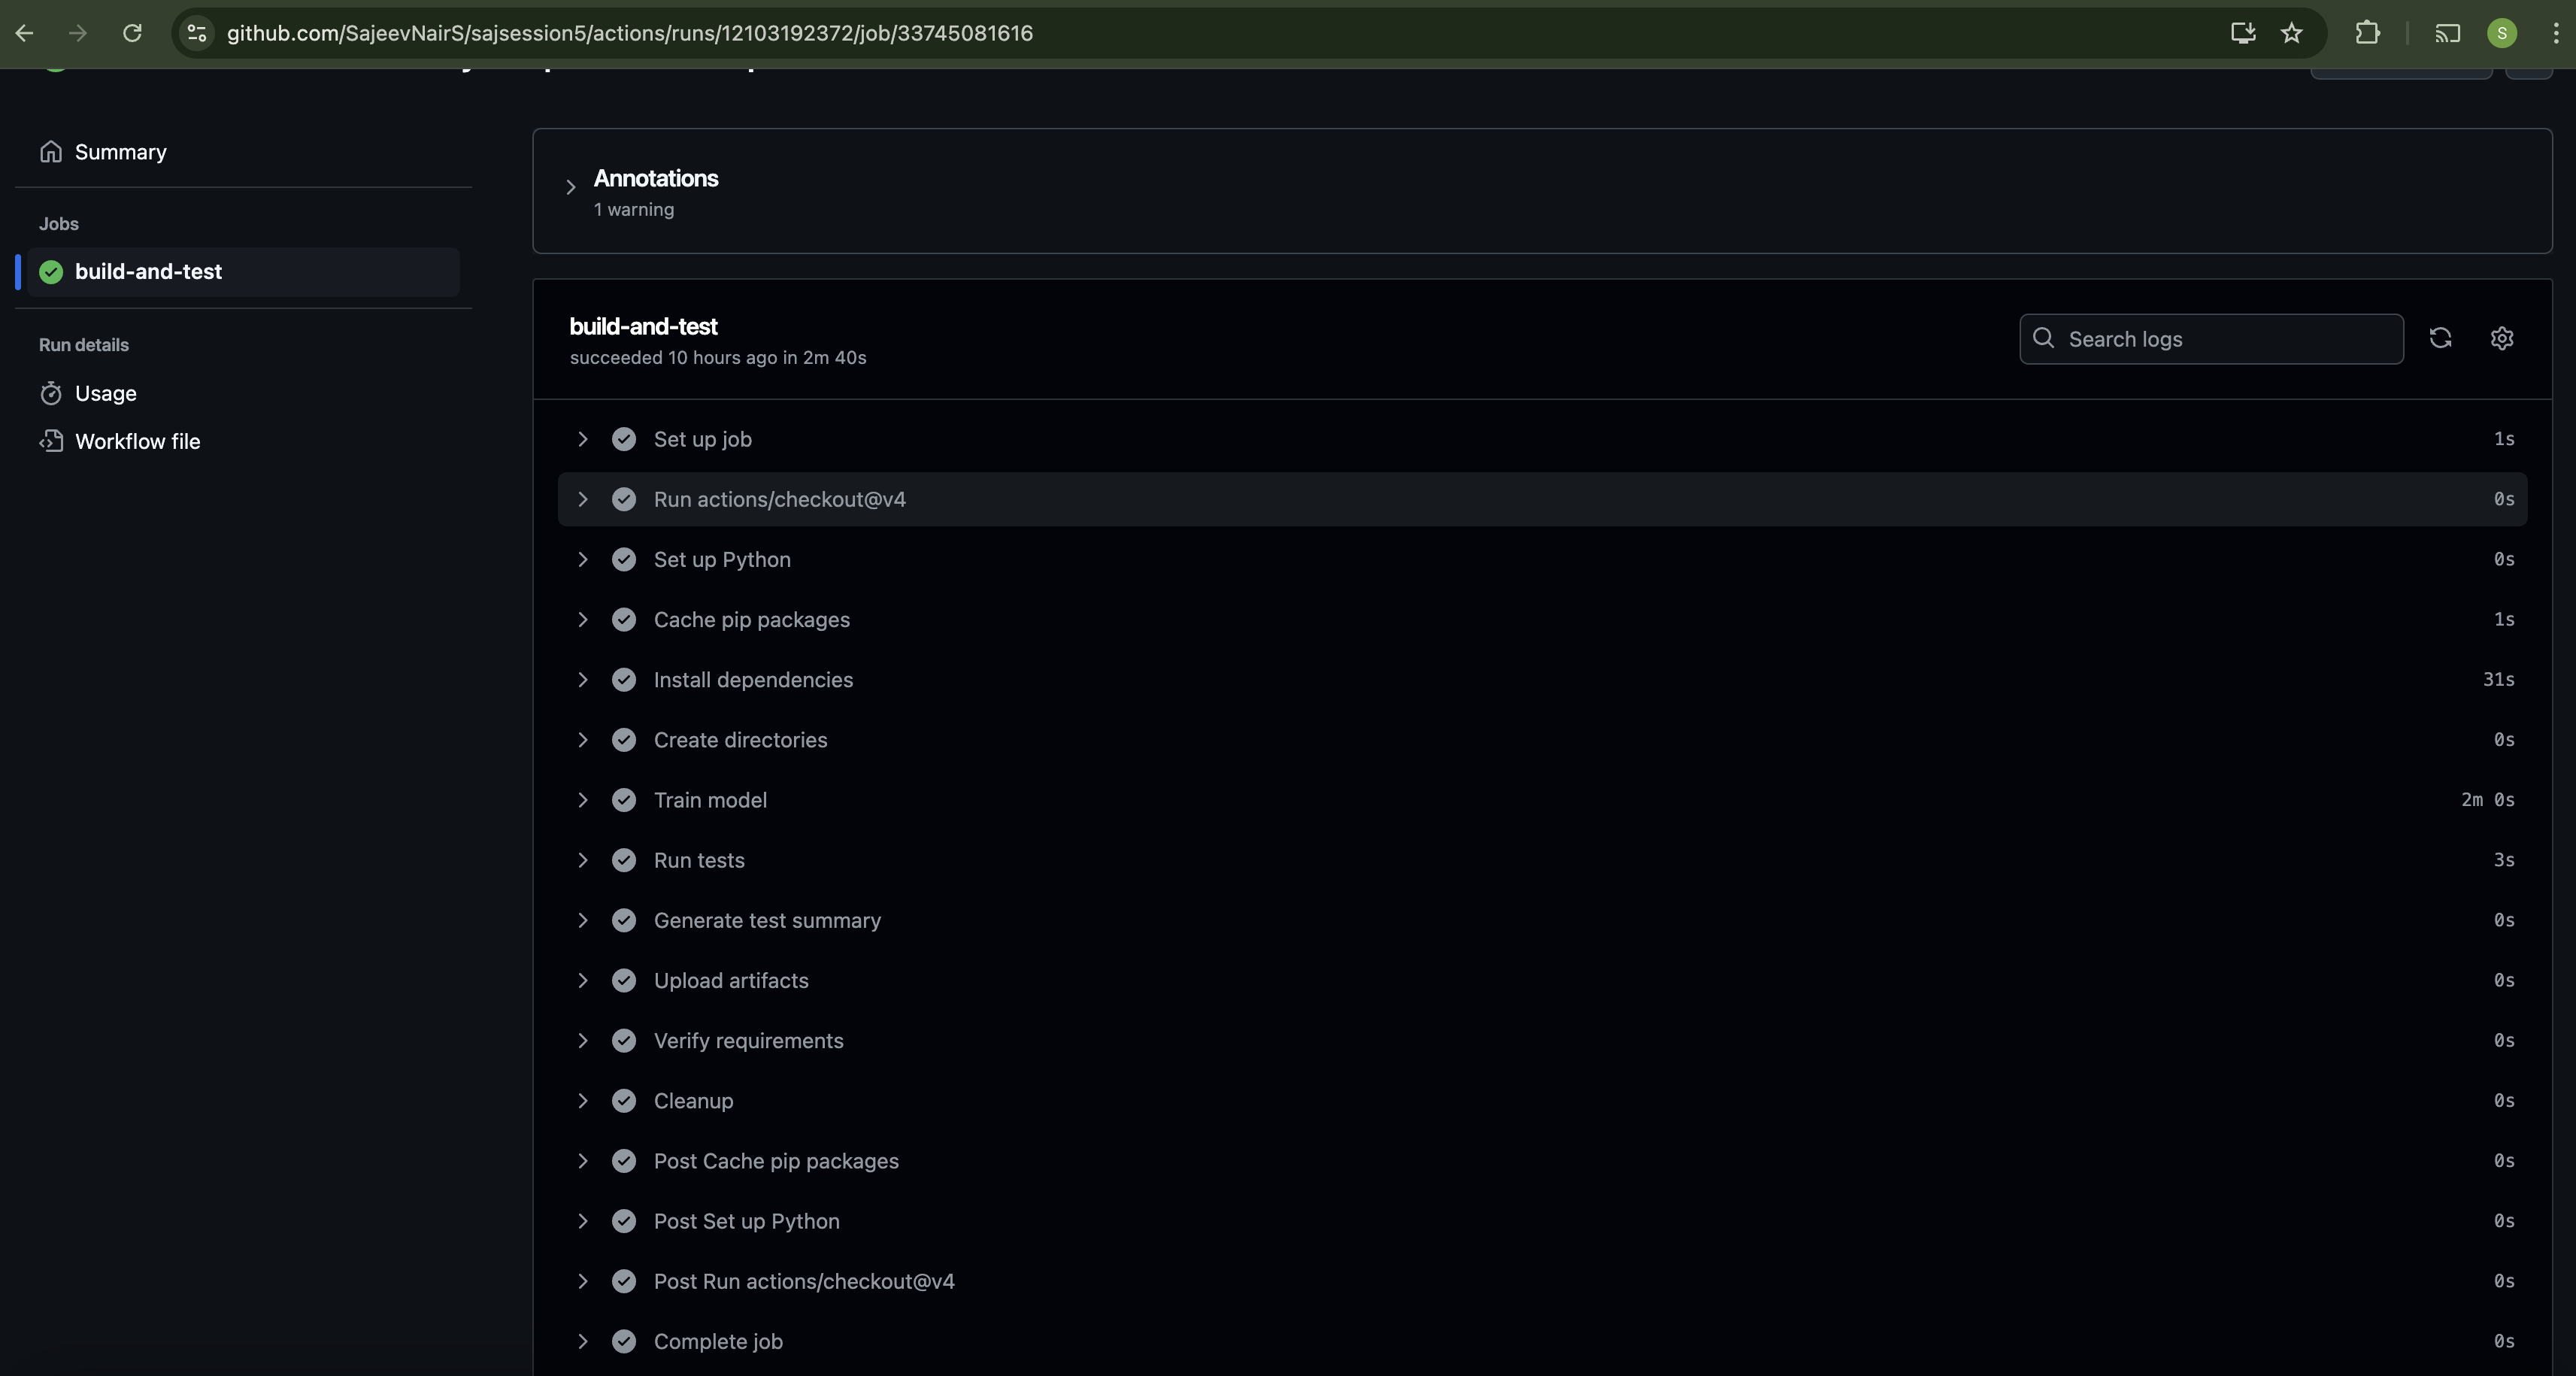 github.com/SajeevNairS/sajsession5/actions/runs/12103192372/job/33745081616
S
Summary
Jobs
build-and-test
Run details
Usage
Workflow file
Annotations
1 warning
build-and-test
succeeded 10 hours ago in 2m 40s
Search logs
Set up job 1s
Run actions/checkout@v4 0s
Set up Python 0s
Cache pip packages 1s
Install dependencies 31s
Create directories 0s
Train model 2m 0s
Run tests 3s
Generate test summary 0s
Upload artifacts 0s
Verify requirements 0s
Cleanup 0s
Post Cache pip packages 0s
Post Set up Python 0s
Post Run actions/checkout@v4 0s
Complete job 0s